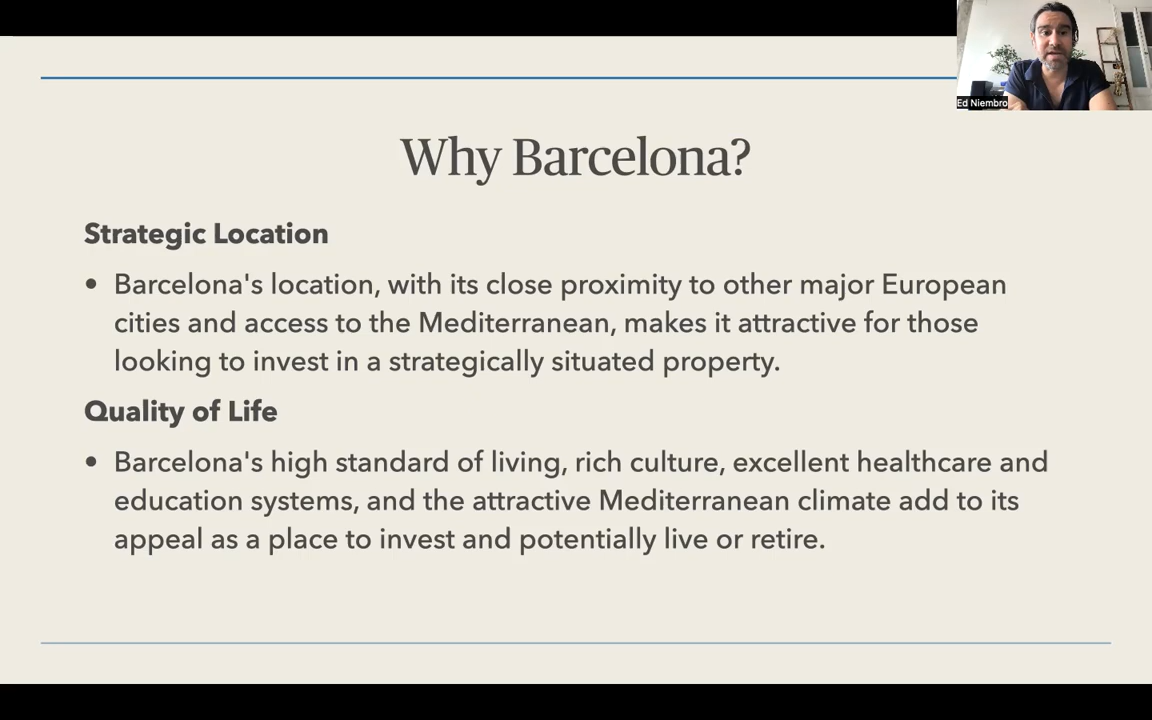 Ed Niembro
Why Barcelona?
Strategic Location
• Barcelona's location, with its close proximity to other major European
cities and access to the Mediterranean, makes it attractive for those
looking to invest in a strategically situated property.
Quality of Life
• Barcelona's high standard of living, rich culture, excellent healthcare and
education systems, and the attractive Mediterranean climate add to its
appeal as a place to invest and potentially live or retire.